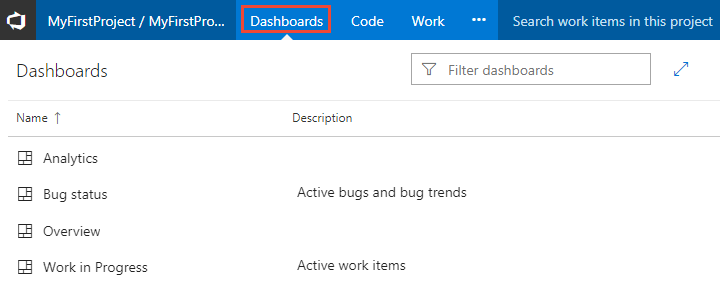 MyFirstProject / MyFirstPro... Dashboards Code Work ... Search work items in this project
Dashboards Filter dashboards
Name ↑ Description
Analytics
Bug status Active bugs and bug trends
Overview
Work in Progress Active work items